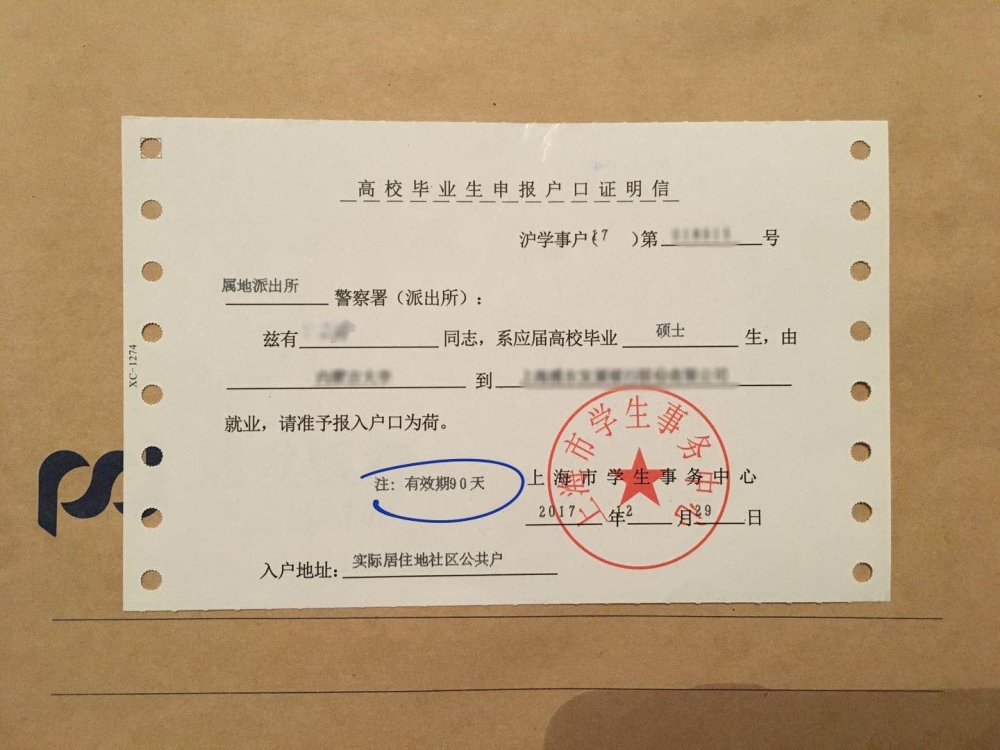 高校毕业生申报户口证明信
沪学事户(17 )第 号
属地派出所 警察署(派出所):
兹有 同志,系应届高校毕业 硕士 生,由
到
就业,请准予报入户口为荷。
注: 有效期90天
上海市学生事务中心
2017 年12 月29 日
入户地址: 实际居住地社区公共户
XC-1274
上海市学生事务中心